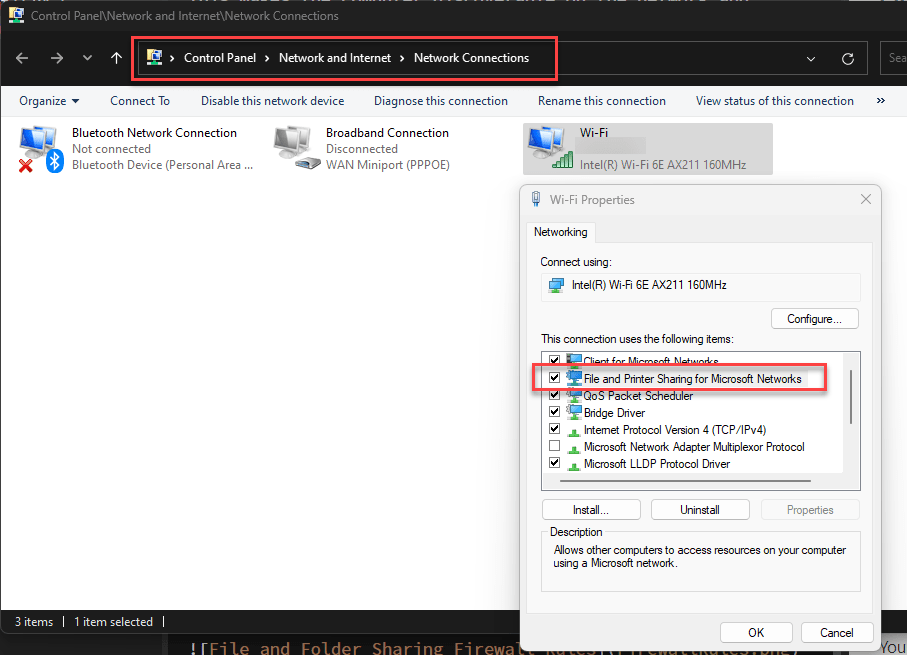 Control Panel\Network and Internet\Network Connections
Control Panel > Network and Internet > Network Connections
Organize Connect To Disable this network device Diagnose this connection Rename this connection View status of this connection »
Bluetooth Network Connection
Not connected
Bluetooth Device (Personal Area ...
Broadband Connection
Disconnected
WAN Miniport (PPPOE)
Wi-Fi
Intel(R) Wi-Fi 6E AX211 160MHz
Wi-Fi Properties
Networking
Connect using:
Intel(R) Wi-Fi 6E AX211 160MHz
Configure...
This connection uses the following items:
Client for Microsoft Networks
File and Printer Sharing for Microsoft Networks
QoS Packet Scheduler
Bridge Driver
Internet Protocol Version 4 (TCP/IPv4)
Microsoft Network Adapter Multiplexor Protocol
Microsoft LLDP Protocol Driver
Install... Uninstall Properties
Description
Allows other computers to access resources on your computer
using a Microsoft network.
OK Cancel
3 items 1 item selected
![File and Folder Sharing Firewall
You